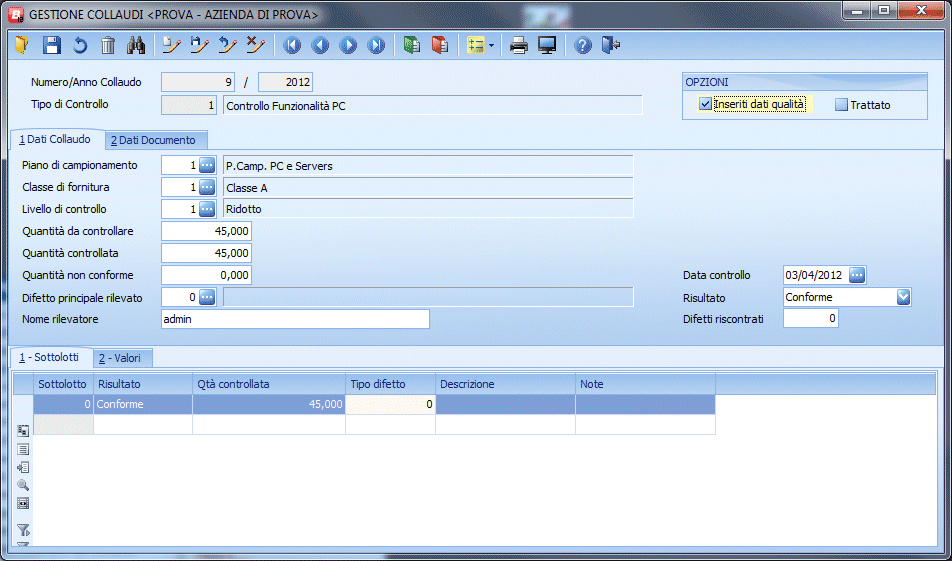 GESTIONE COLLAUDI <PROVA - AZIENDA DI PROVA>
Numero/Anno Collaudo 9 / 2012
Tipo di Controllo 1 Controllo Funzionalità PC
OPZIONI
Inseriti dati qualità Trattato
1 Dati Collaudo 2 Dati Documento
Piano di campionamento 1 P.Camp. PC e Servers
Classe di fornitura 1 Classe A
Livello di controllo 1 Ridotto
Quantità da controllare 45,000
Quantità controllata 45,000
Quantità non conforme 0,000 Data controllo 03/04/2012
Difetto principale rilevato 0 Risultato Conforme
Nome rilevatore admin Difetti riscontrati 0
1 - Sottolotti 2 - Valori
Sottolotto Risultato Qtà controllata Tipo difetto Descrizione Note
0 Conforme 45,000 0